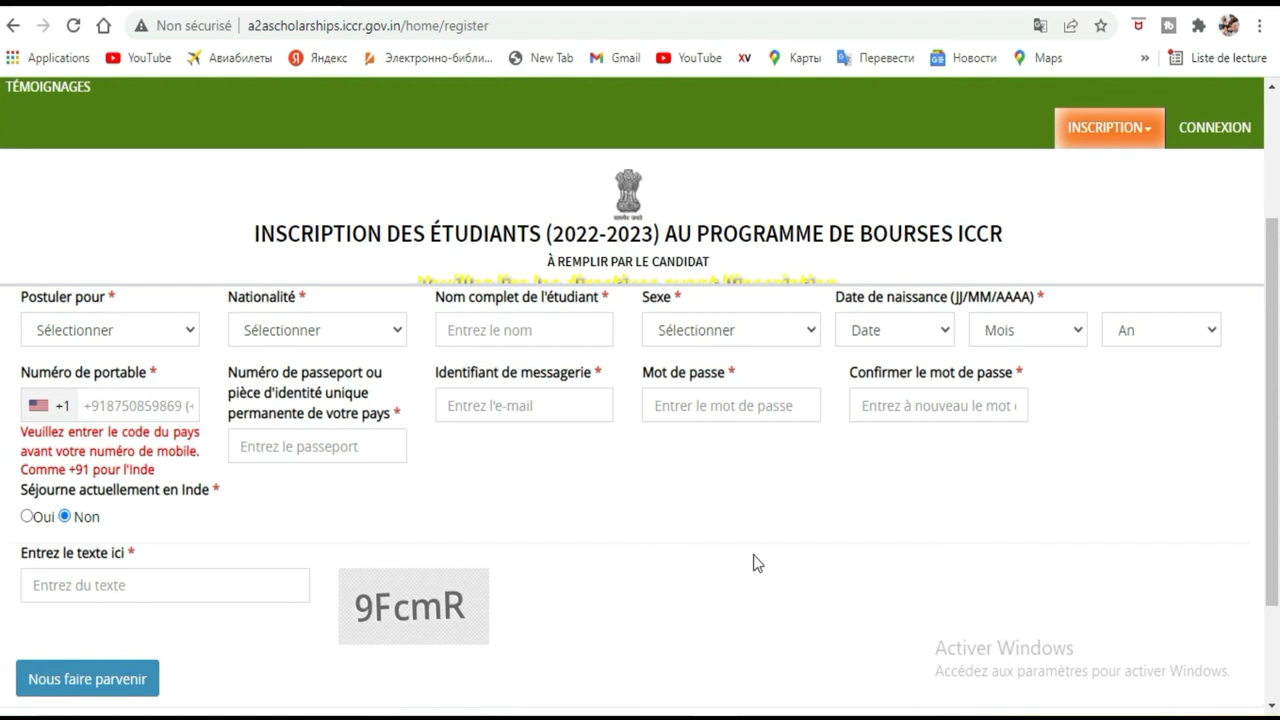 Non sécurisé | a2ascholarships.iccr.gov.in/home/register
Applications YouTube Авиабилеты Яндекс Электронно-библи... New Tab Gmail YouTube XV Карты Перевести Новости Maps » Liste de lecture
TÉMOIGNAGES
INSCRIPTION CONNEXION
INSCRIPTION DES ÉTUDIANTS (2022-2023) AU PROGRAMME DE BOURSES ICCR
À REMPLIR PAR LE CANDIDAT
Postuler pour * Nationalité * Nom complet de l'étudiant * Sexe * Date de naissance (JJ/MM/AAAA) *
Sélectionner Sélectionner Entrez le nom Sélectionner Date Mois An
Numéro de portable * Numéro de passeport ou Identifiant de messagerie * Mot de passe * Confirmer le mot de passe *
pièce d'identité unique
permanente de votre pays *
+1 +918750859869 (+ Entrez l'e-mail Entrer le mot de passe Entrez à nouveau le mot
Entrez le passeport
Veuillez entrer le code du pays
avant votre numéro de mobile.
Comme +91 pour l'Inde
Séjourne actuellement en Inde *
Oui Non
Entrez le texte ici *
Entrez du texte
9FcmR
Activer Windows
Accédez aux paramètres pour activer Windows.
Nous faire parvenir